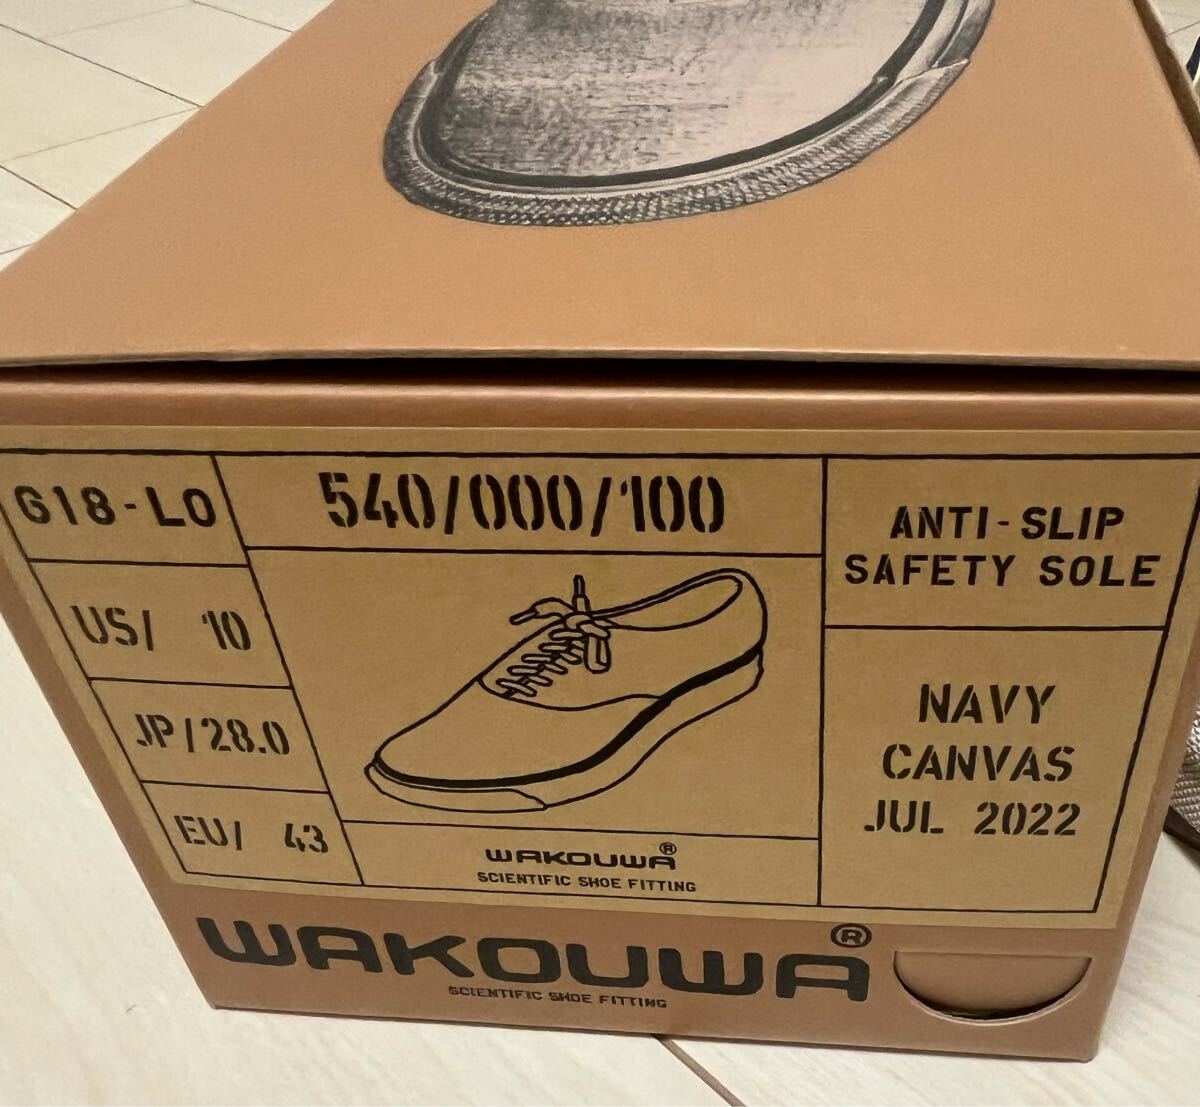 618-LO
540/000/100
ANTI-SLIP
SAFETY SOLE
US/ 10
JP/28.0
EU/ 43
NAVY
CANVAS
JUL 2022
WAKOUWA®
SCIENTIFIC SHOE FITTING
WAKOUWA®
SCIENTIFIC SHOE FITTING